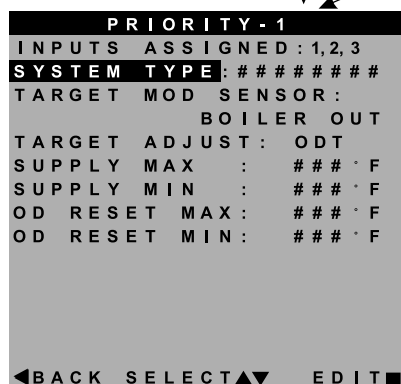 PRIORITY-1
INPUTS ASSIGNED:1,2,3
SYSTEM TYPE:########
TARGET MOD SENSOR:
BOILER OUT
TARGET ADJUST: ODT
SUPPLY MAX : ###°F
SUPPLY MIN : ###°F
OD RESET MAX: ###°F
OD RESET MIN: ###°F
◀BACK SELECT▲▼ EDIT■